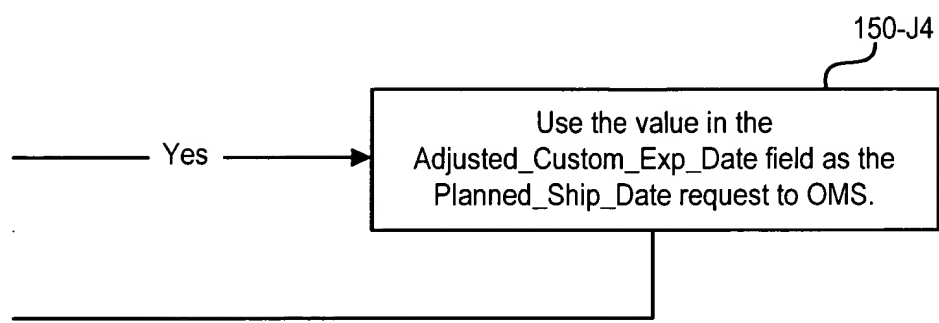 150-J4
Yes
Use the value in the
Adjusted_Custom_Exp_Date field as the
Planned_Ship_Date request to OMS.